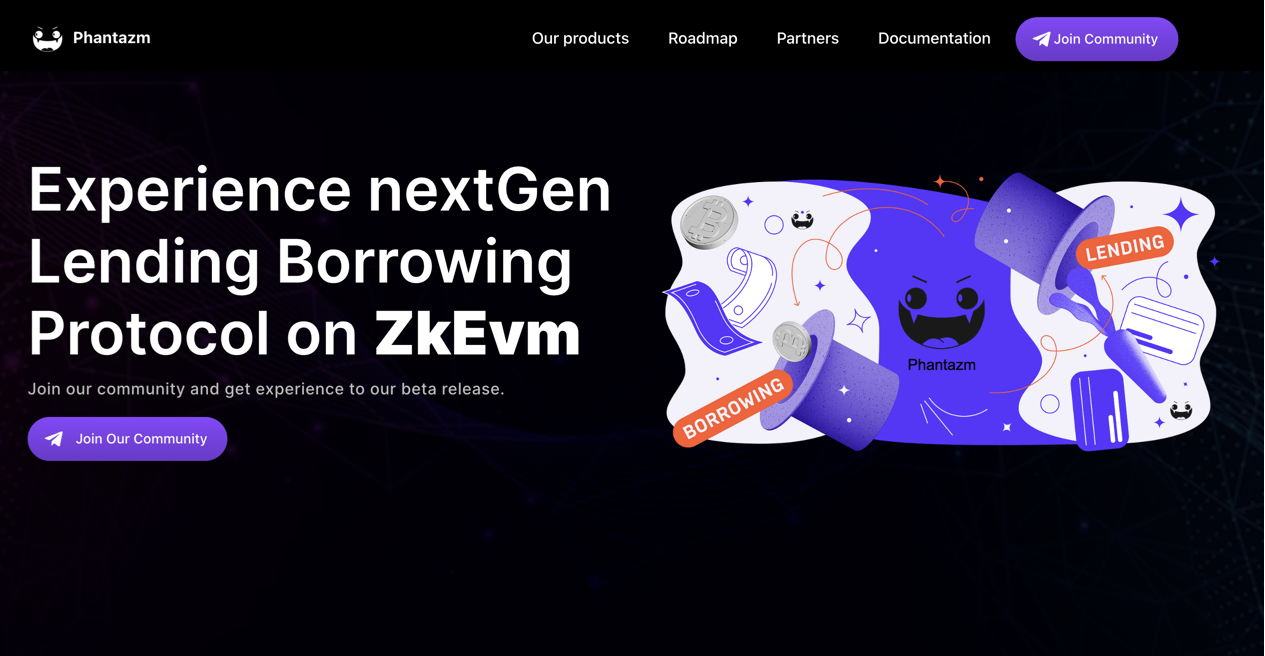 Phantazm
Our products
Roadmap
Partners
Documentation
Join Community
Experience nextGen
Lending Borrowing
Protocol on ZkEvm
Join our community and get experience to our beta release.
Join Our Community
LENDING
Phantazm
BORROWING